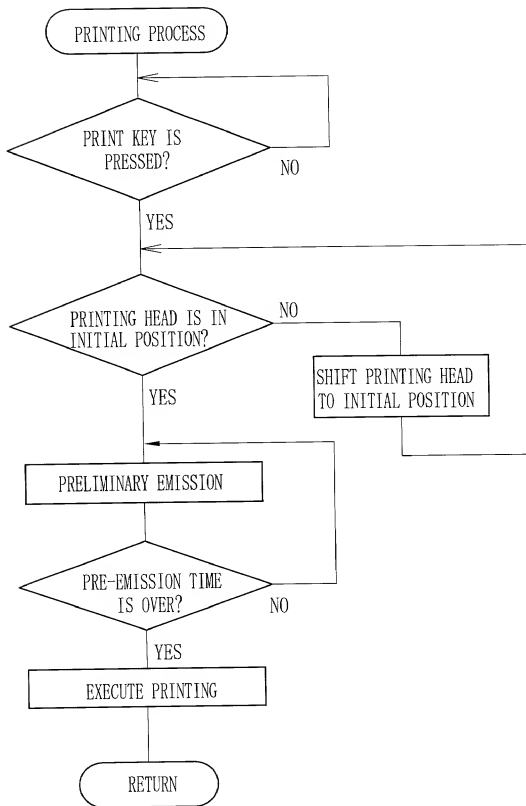 PRINTING PROCESS
PRINT KEY IS
PRESSED?
NO
YES
PRINTING HEAD IS IN
INITIAL POSITION?
NO
SHIFT PRINTING HEAD
TO INITIAL POSITION
YES
PRELIMINARY EMISSION
PRE-EMISSION TIME
IS OVER?
NO
YES
EXECUTE PRINTING
RETURN